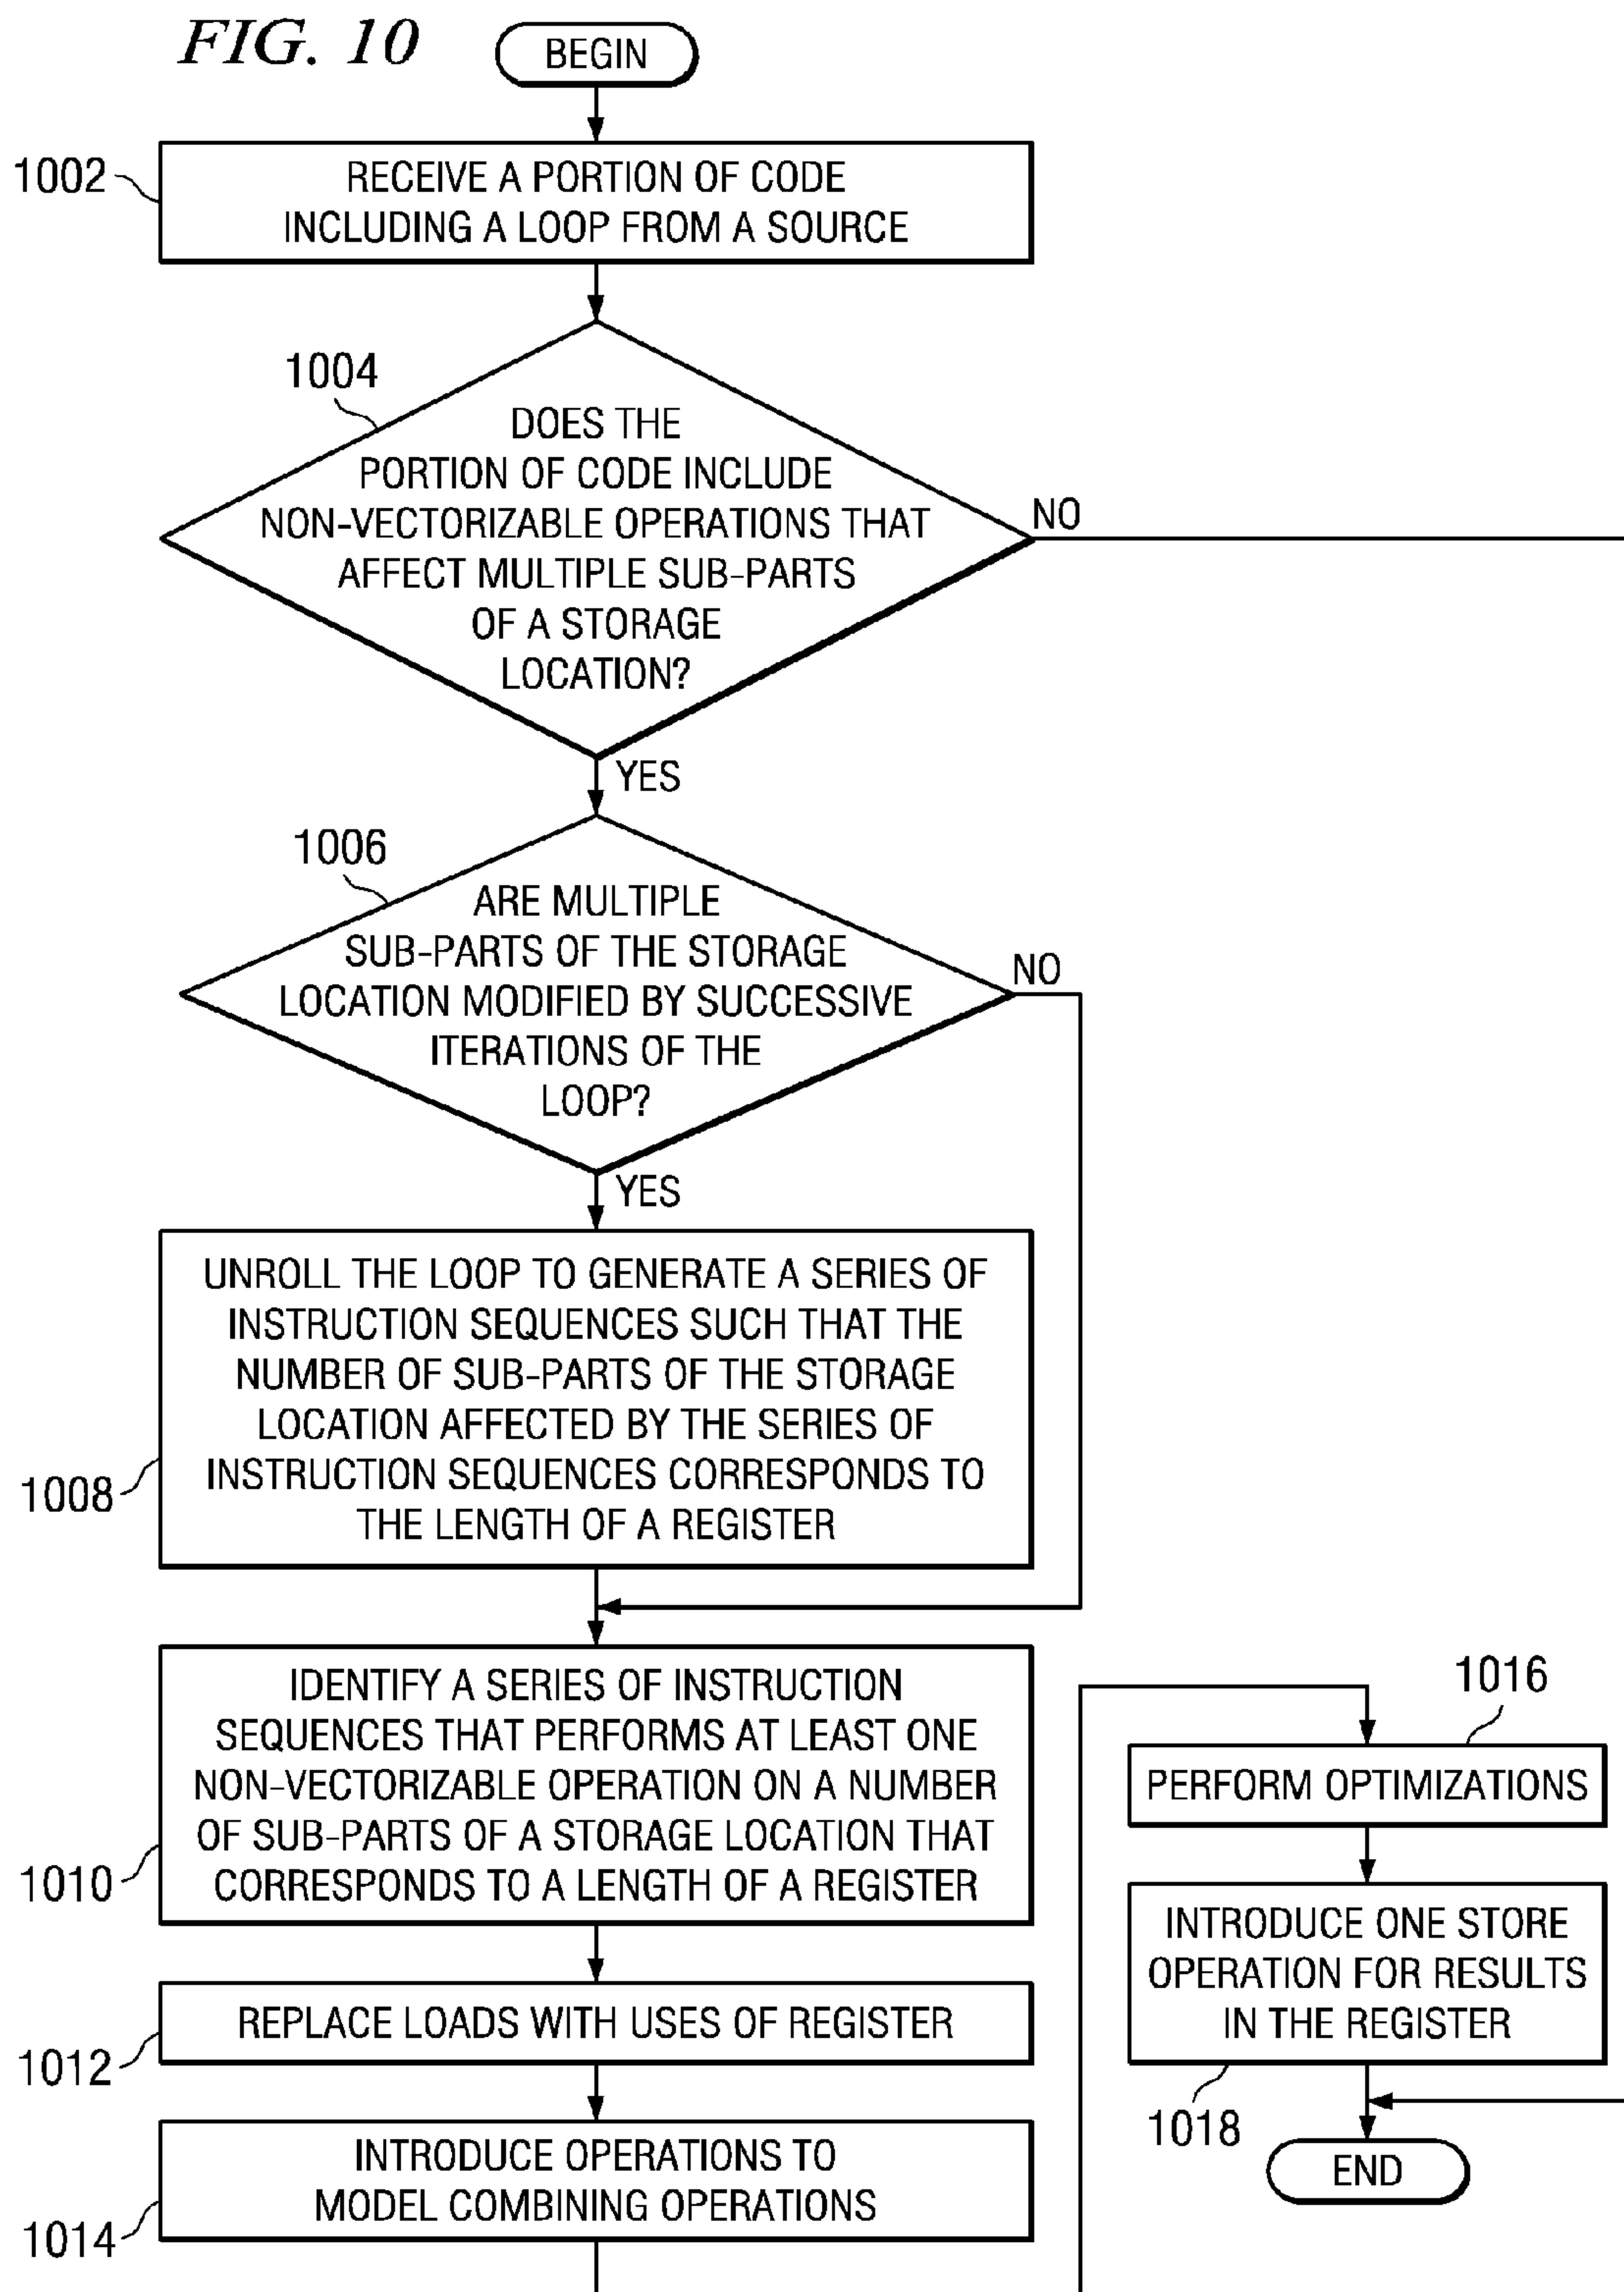 FIG. 10
BEGIN
1002
RECEIVE A PORTION OF CODE
INCLUDING A LOOP FROM A SOURCE
1004
DOES THE
PORTION OF CODE INCLUDE
NON-VECTORIZABLE OPERATIONS THAT
AFFECT MULTIPLE SUB-PARTS
OF A STORAGE
LOCATION?
NO
YES
1006
ARE MULTIPLE
SUB-PARTS OF THE STORAGE
LOCATION MODIFIED BY SUCCESSIVE
ITERATIONS OF THE
LOOP?
NO
YES
UNROLL THE LOOP TO GENERATE A SERIES OF
INSTRUCTION SEQUENCES SUCH THAT THE
NUMBER OF SUB-PARTS OF THE STORAGE
LOCATION AFFECTED BY THE SERIES OF
INSTRUCTION SEQUENCES CORRESPONDS TO
THE LENGTH OF A REGISTER
1008
IDENTIFY A SERIES OF INSTRUCTION
SEQUENCES THAT PERFORMS AT LEAST ONE
NON-VECTORIZABLE OPERATION ON A NUMBER
OF SUB-PARTS OF A STORAGE LOCATION THAT
CORRESPONDS TO A LENGTH OF A REGISTER
1010
REPLACE LOADS WITH USES OF REGISTER
1012
INTRODUCE OPERATIONS TO
MODEL COMBINING OPERATIONS
1014
1016
PERFORM OPTIMIZATIONS
INTRODUCE ONE STORE
OPERATION FOR RESULTS
IN THE REGISTER
1018
END